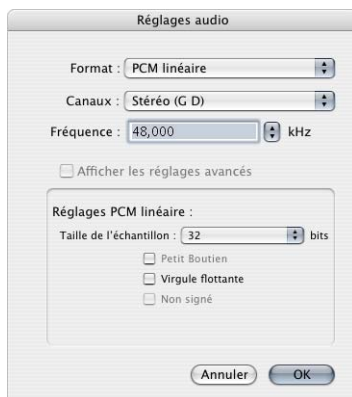 Réglages audio
Format : PCM linéaire
Canaux : Stéréo (G D)
Fréquence : 48,000 kHz
Afficher les réglages avancés
Réglages PCM linéaire :
Taille de l'échantillon : 32 bits
Petit Boutien
Virgule flottante
Non signé
Annuler OK